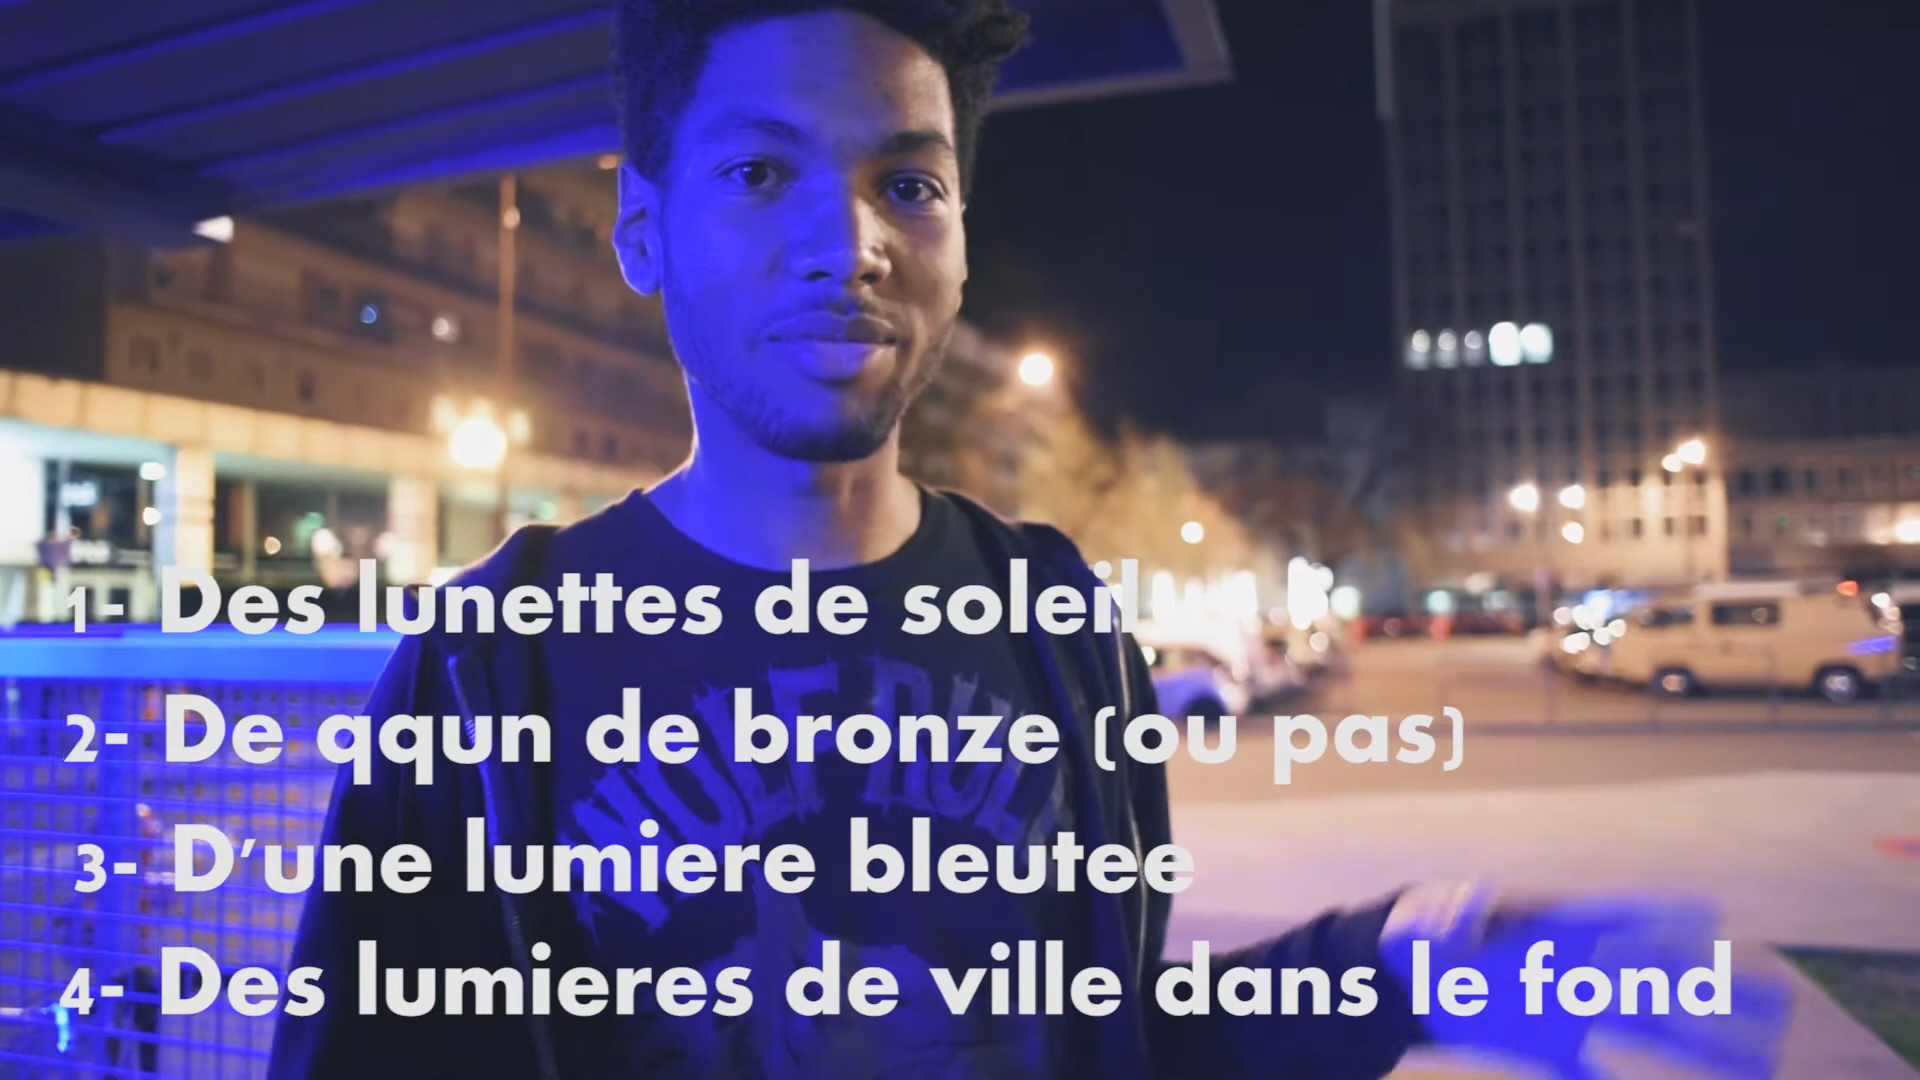 1- Des lunettes de soleil
2- De qqun de bronze (ou pas)
3- D'une lumiere bleutee
4- Des lumieres de ville dans le fond